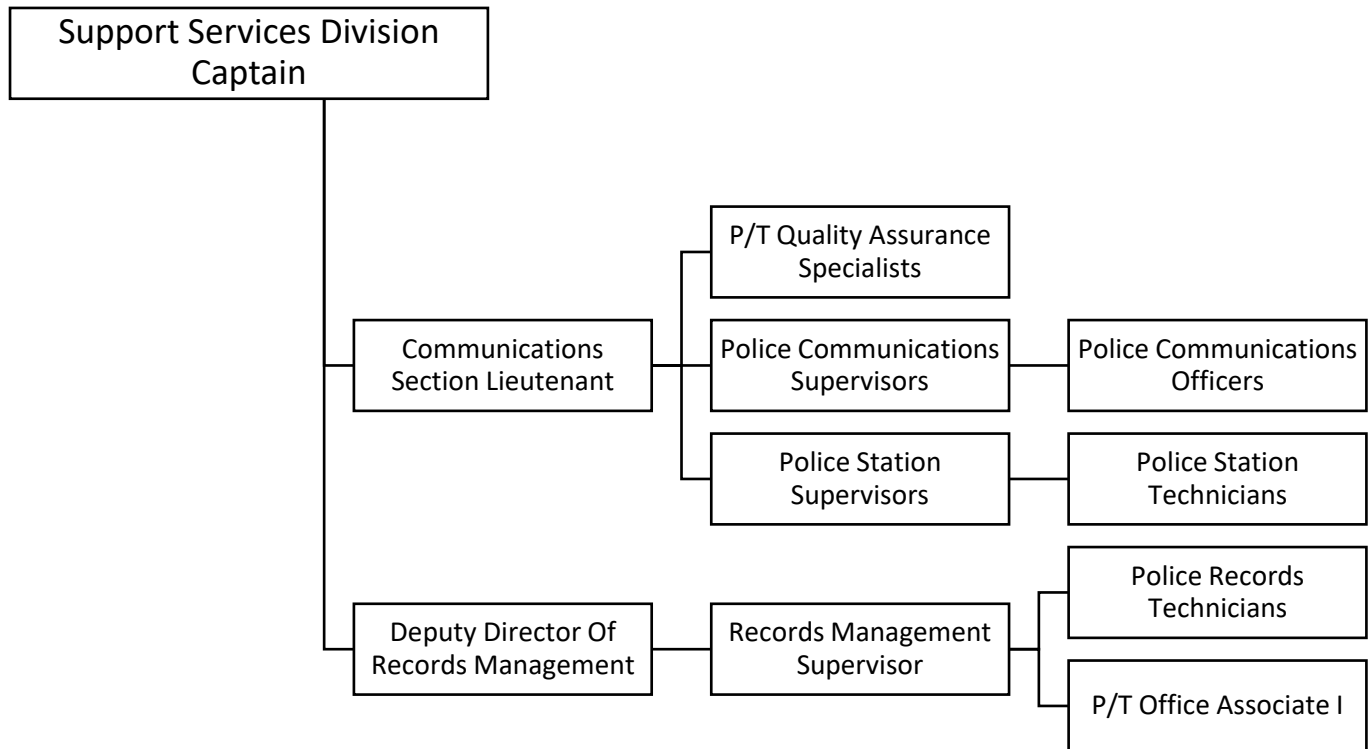 Support Services Division
Captain
P/T Quality Assurance
Specialists
Communications
Section Lieutenant
Police Communications
Supervisors
Police Communications
Officers
Police Station
Supervisors
Police Station
Technicians
Police Records
Technicians
Deputy Director Of
Records Management
Records Management
Supervisor
P/T Office Associate I